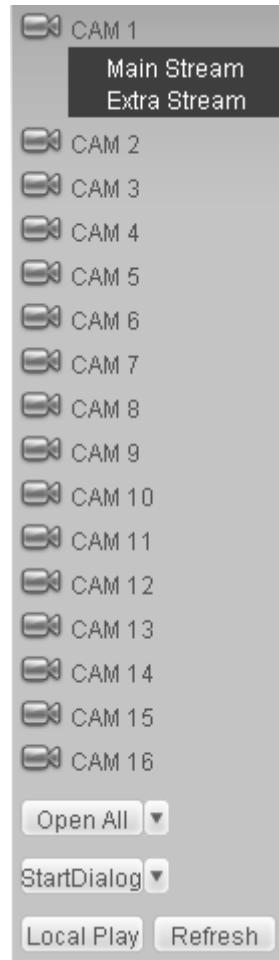 CAM 1
Main Stream
Extra Stream
CAM 2
CAM 3
CAM 4
CAM 5
CAM 6
CAM 7
CAM 8
CAM 9
CAM 10
CAM 11
CAM 12
CAM 13
CAM 14
CAM 15
CAM 16
Open All
StartDialog
Local Play Refresh